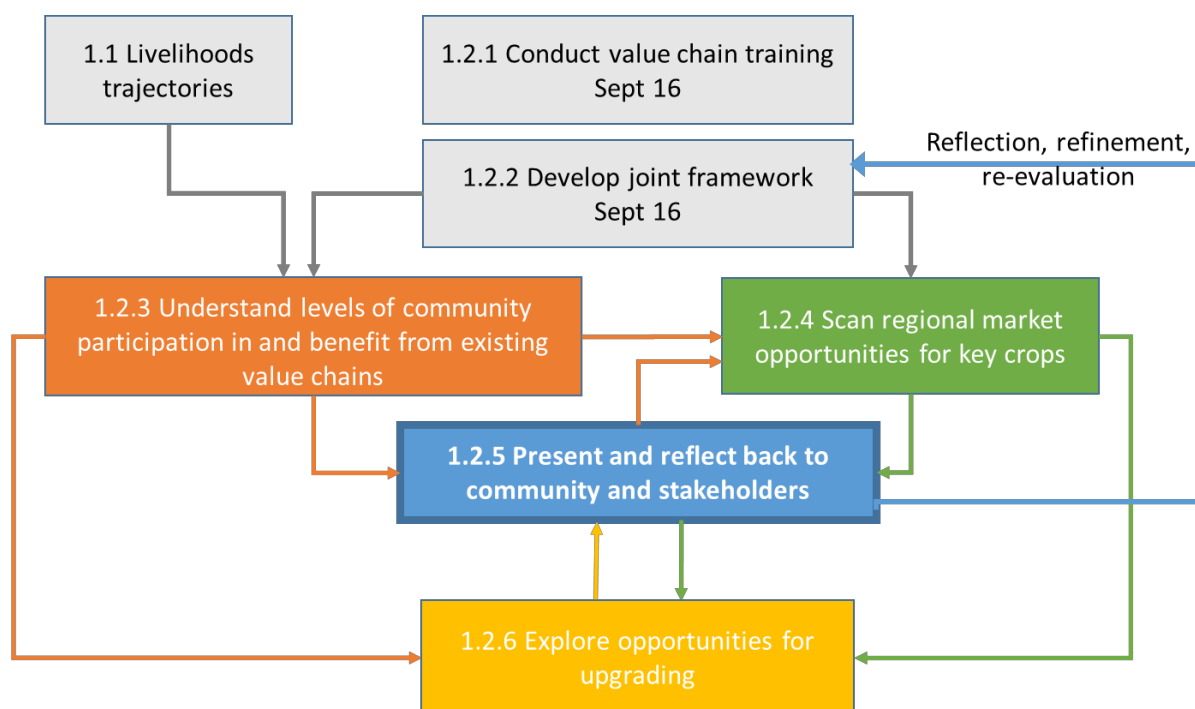 1.1 Livelihoods
trajectories
1.2.1 Conduct value chain training
Sept 16
1.2.2 Develop joint framework
Sept 16
Reflection, refinement,
re-evaluation
1.2.3 Understand levels of community
participation in and benefit from existing
value chains
1.2.4 Scan regional market
opportunities for key crops
1.2.5 Present and reflect back to
community and stakeholders
1.2.6 Explore opportunities for
upgrading